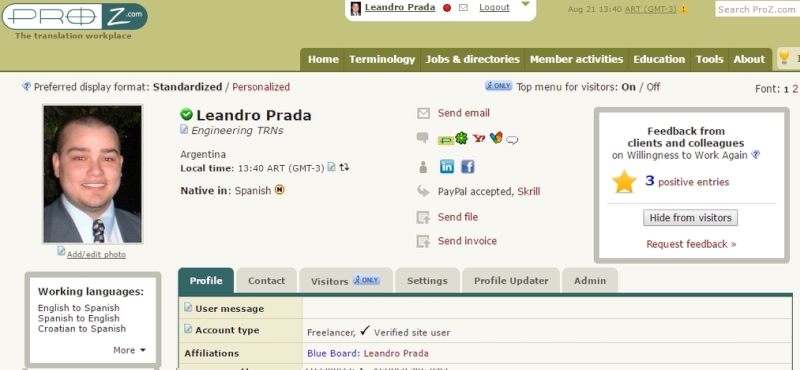 PROZ.com
The translation workplace
Leandro Prada Logout
Aug 21 13:40 ART (GMT-3)
Search ProZ.com
Home Terminology Jobs & directories Member activities Education Tools About
Preferred display format: Standardized / Personalized
ONLY Top menu for visitors: On / Off
Font: 1 2
Leandro Prada
Engineering TRNs
Argentina
Local time: 13:40 ART (GMT-3)
Native in: Spanish N
Add/edit photo
Send email
PayPal accepted, Skrill
Send file
Send invoice
Feedback from
clients and colleagues
on Willingness to Work Again
3 positive entries
Hide from visitors
Request feedback »
Working languages:
English to Spanish
Spanish to English
Croatian to Spanish
More
Profile Contact Visitors ONLY Settings Profile Updater Admin
User message
Account type Freelancer, Verified site user
Affiliations Blue Board: Leandro Prada